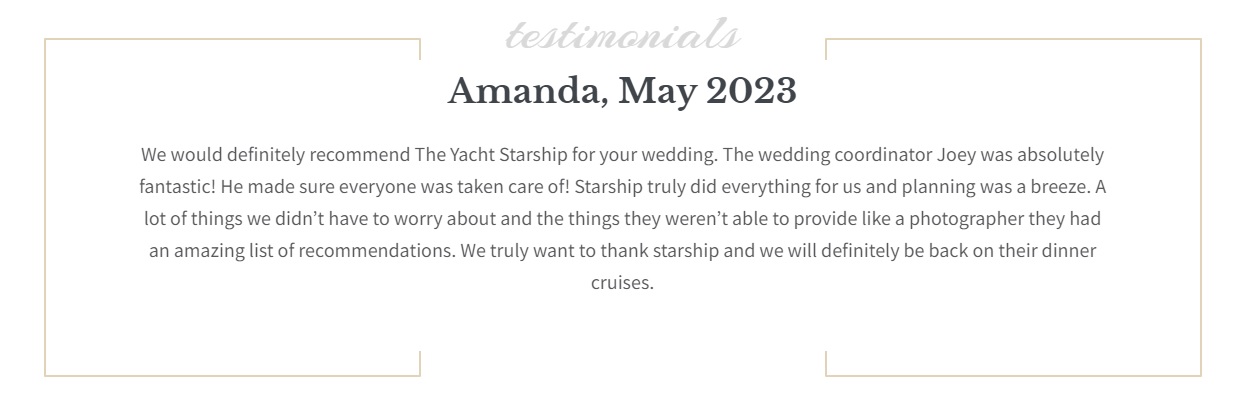 testimonials
Amanda, May 2023
We would definitely recommend The Yacht Starship for your wedding. The wedding coordinator Joey was absolutely
fantastic! He made sure everyone was taken care of! Starship truly did everything for us and planning was a breeze. A
lot of things we didn’t have to worry about and the things they weren’t able to provide like a photographer they had
an amazing list of recommendations. We truly want to thank starship and we will definitely be back on their dinner
cruises.